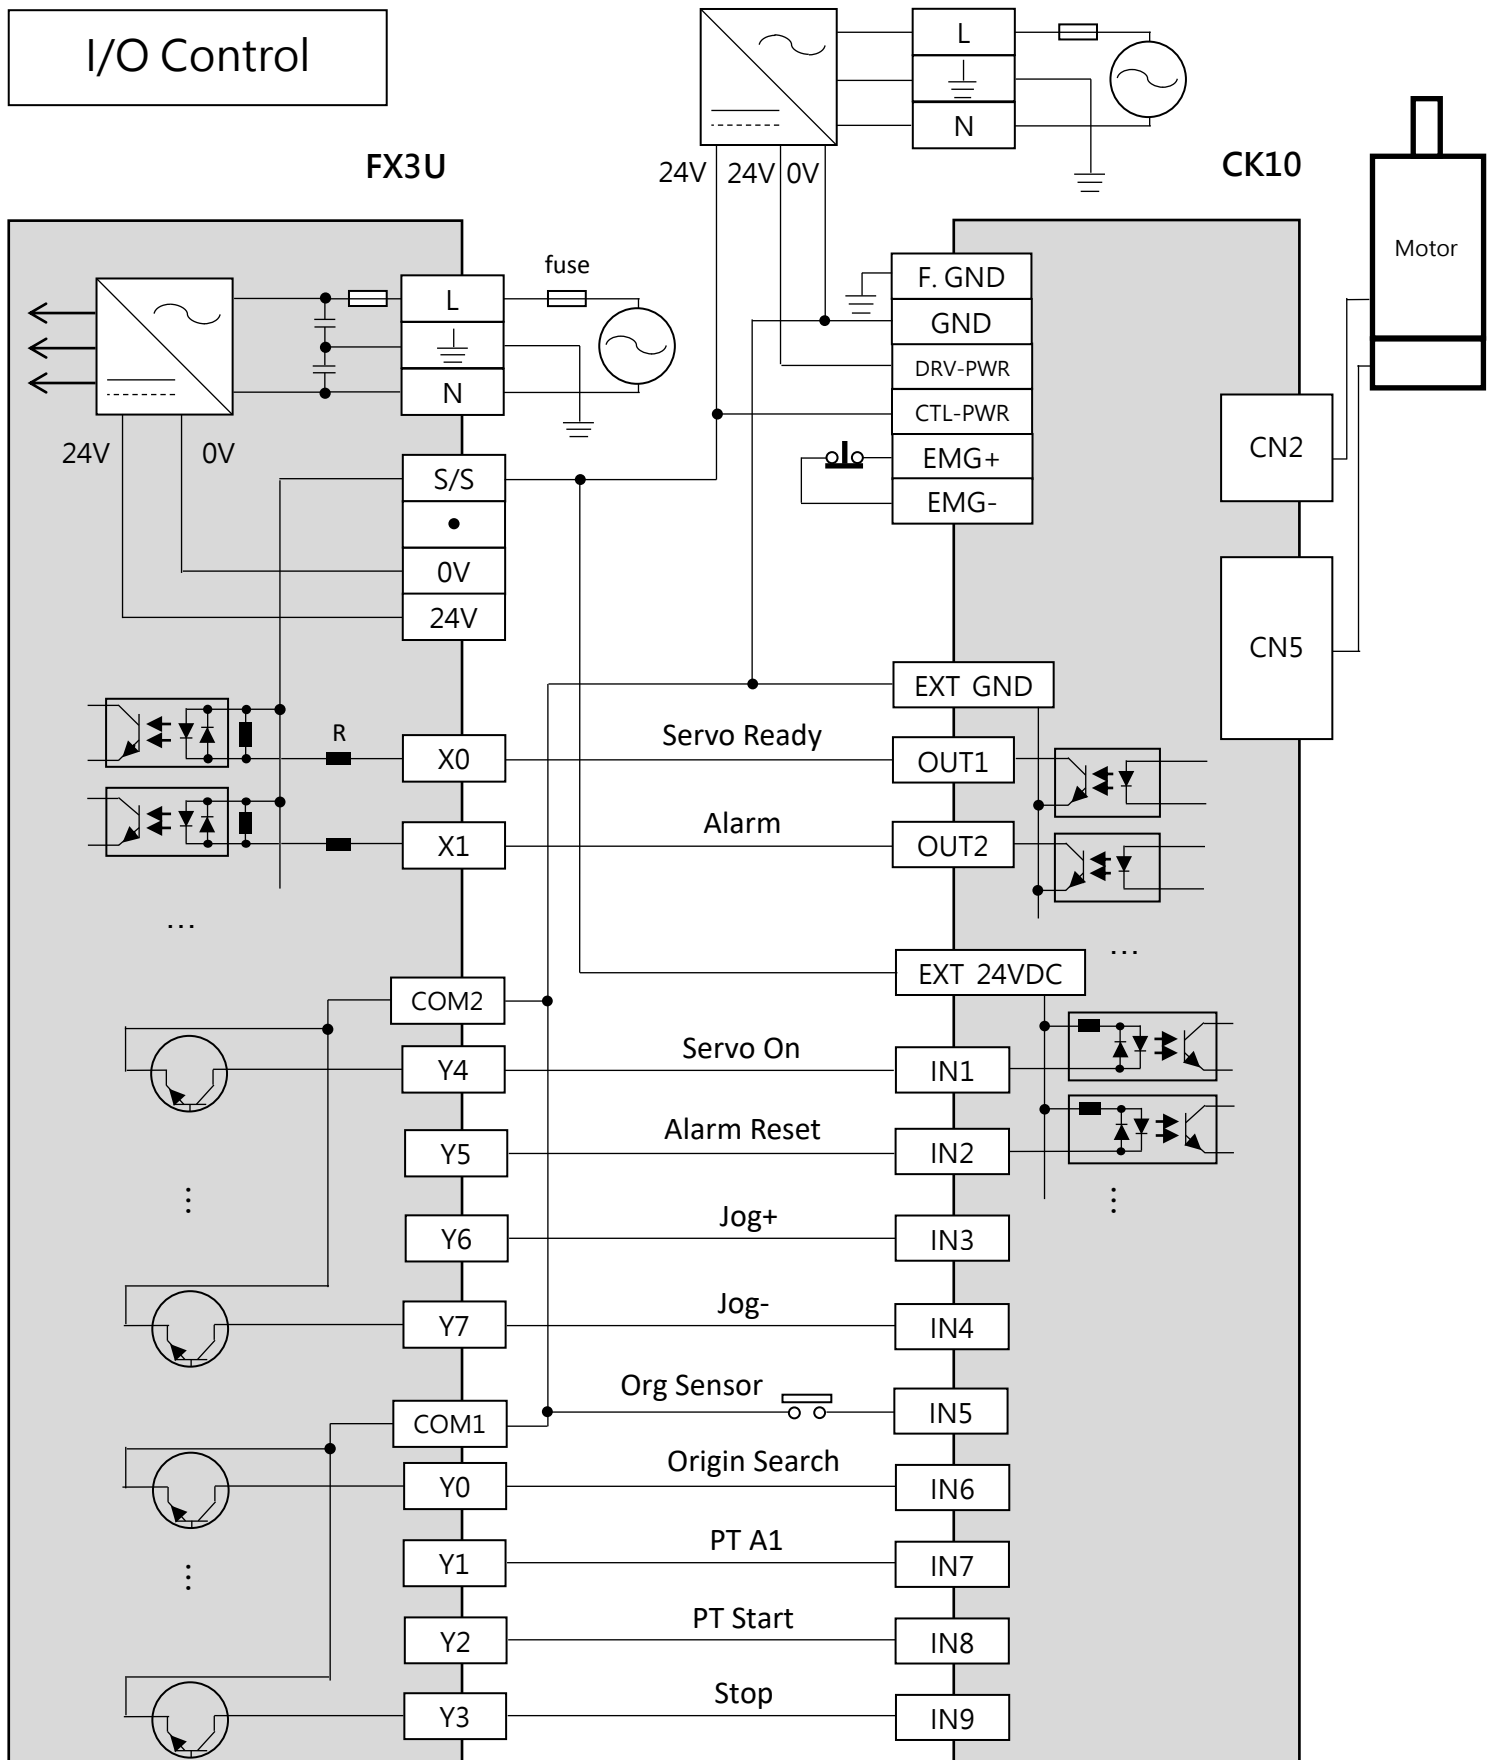 I/O Control
L
N
24V 24V 0V
FX3U
CK10
Motor
fuse
L
N
F. GND
GND
DRV-PWR
CTL-PWR
EMG+
EMG-
24V
0V
S/S
•
0V
24V
CN2
CN5
EXT GND
R
X0
Servo Ready
OUT1
X1
Alarm
OUT2
...
...
EXT 24VDC
COM2
Y4
Servo On
IN1
Y5
Alarm Reset
IN2
...
...
Y6
Jog+
IN3
Y7
Jog-
IN4
Org Sensor
IN5
COM1
Y0
Origin Search
IN6
...
Y1
PT A1
IN7
Y2
PT Start
IN8
Y3
Stop
IN9